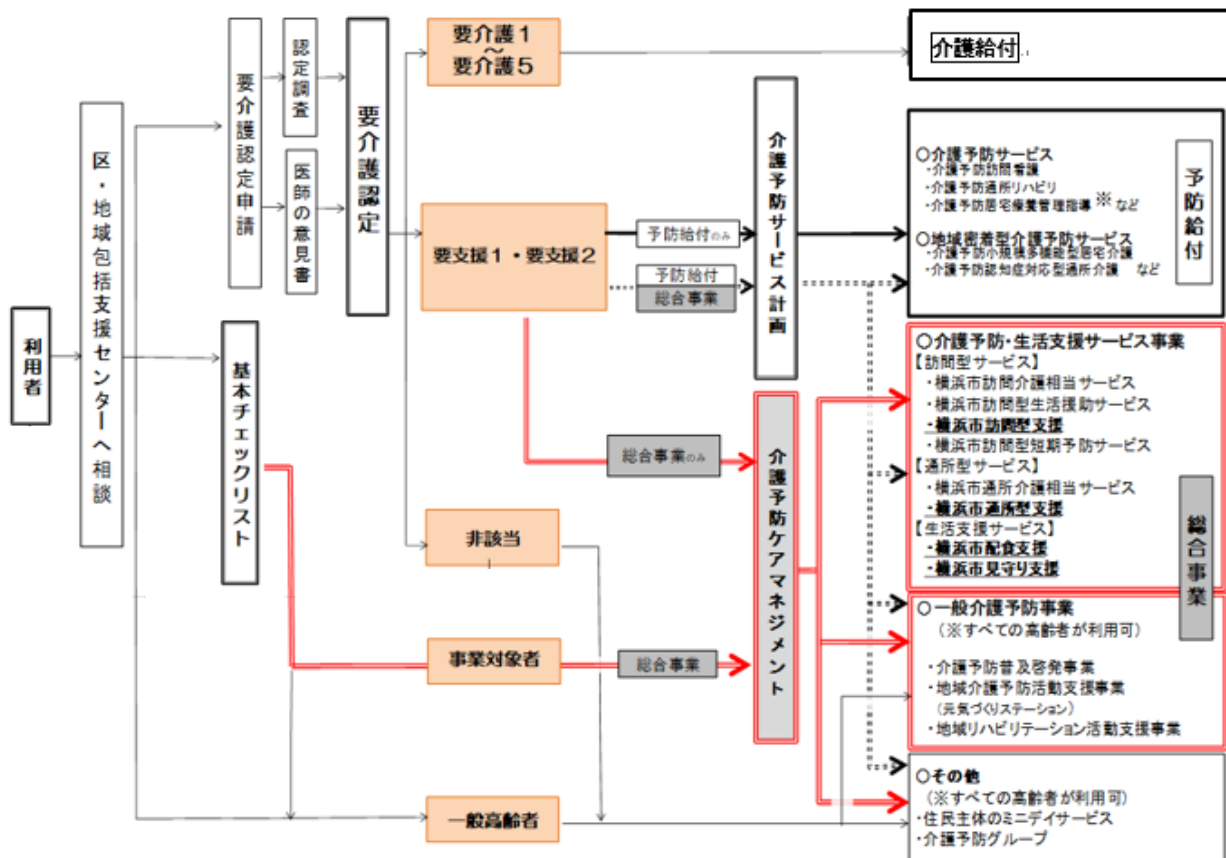 利用者
区・地域包括支援センターへ相談
要介護認定申請
認定調査
医師の意見書
要介護認定
基本チェックリスト
要介護1
~
要介護5
要支援1・要支援2
非該当
事業対象者
一般高齢者
予防給付のみ
予防給付
総合事業
総合事業のみ
総合事業
介護予防サービス計画
介護予防ケアマネジメント
介護給付
○介護予防サービス
・介護予防訪問看護
・介護予防通所リハビリ
・介護予防居宅療養管理指導※など
○地域密着型介護予防サービス
・介護予防小規模多機能型居宅介護
・介護予防認知症対応型通所介護 など
予防給付
○介護予防・生活支援サービス事業
【訪問型サービス】
・横浜市訪問介護相当サービス
・横浜市訪問型生活援助サービス
・横浜市訪問型支援
・横浜市訪問型短期予防サービス
【通所型サービス】
・横浜市通所介護相当サービス
・横浜市通所型支援
【生活支援サービス】
・横浜市配食支援
・横浜市見守り支援
総合事業
○一般介護予防事業
(※すべての高齢者が利用可)
・介護予防普及啓発事業
・地域介護予防活動支援事業
(元気づくりステーション)
・地域リハビリテーション活動支援事業
○その他
(※すべての高齢者が利用可)
・住民主体のミニデイサービス
・介護予防グループ